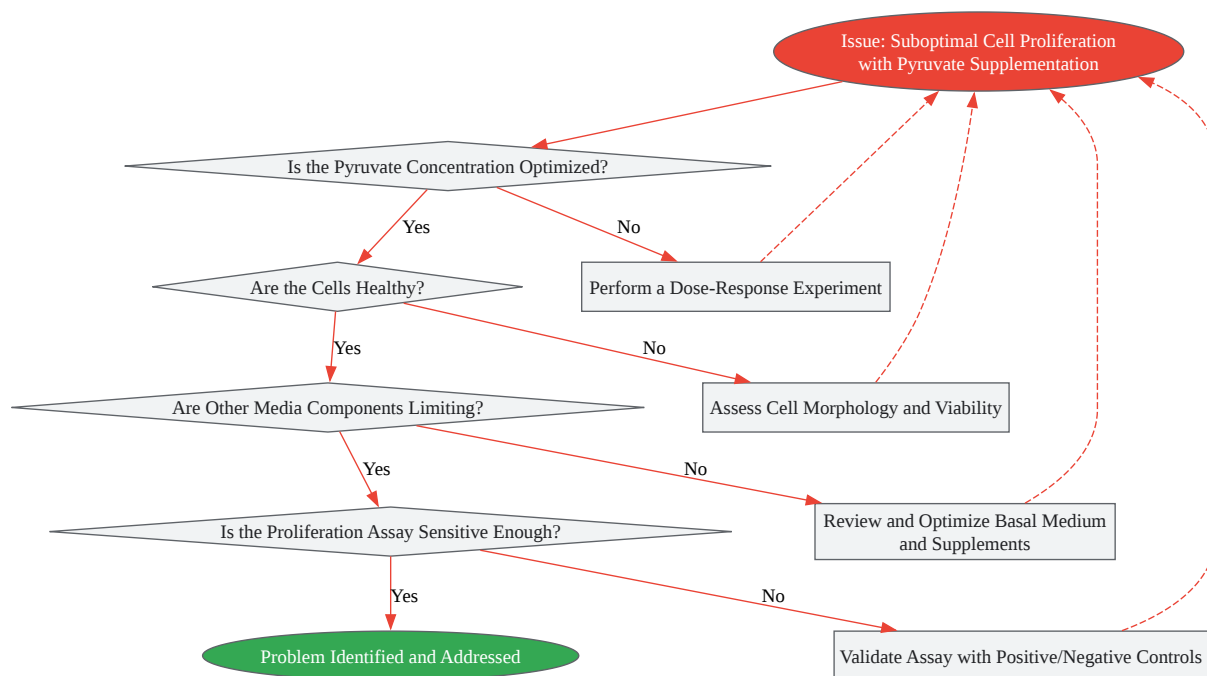 Issue: Suboptimal Cell Proliferation
with Pyruvate Supplementation
Is the Pyruvate Concentration Optimized?
Yes
No
Are the Cells Healthy?
Perform a Dose-Response Experiment
Yes
No
Are Other Media Components Limiting?
Assess Cell Morphology and Viability
Yes
No
Is the Proliferation Assay Sensitive Enough?
Review and Optimize Basal Medium
and Supplements
Yes
No
Problem Identified and Addressed
Validate Assay with Positive/Negative Controls